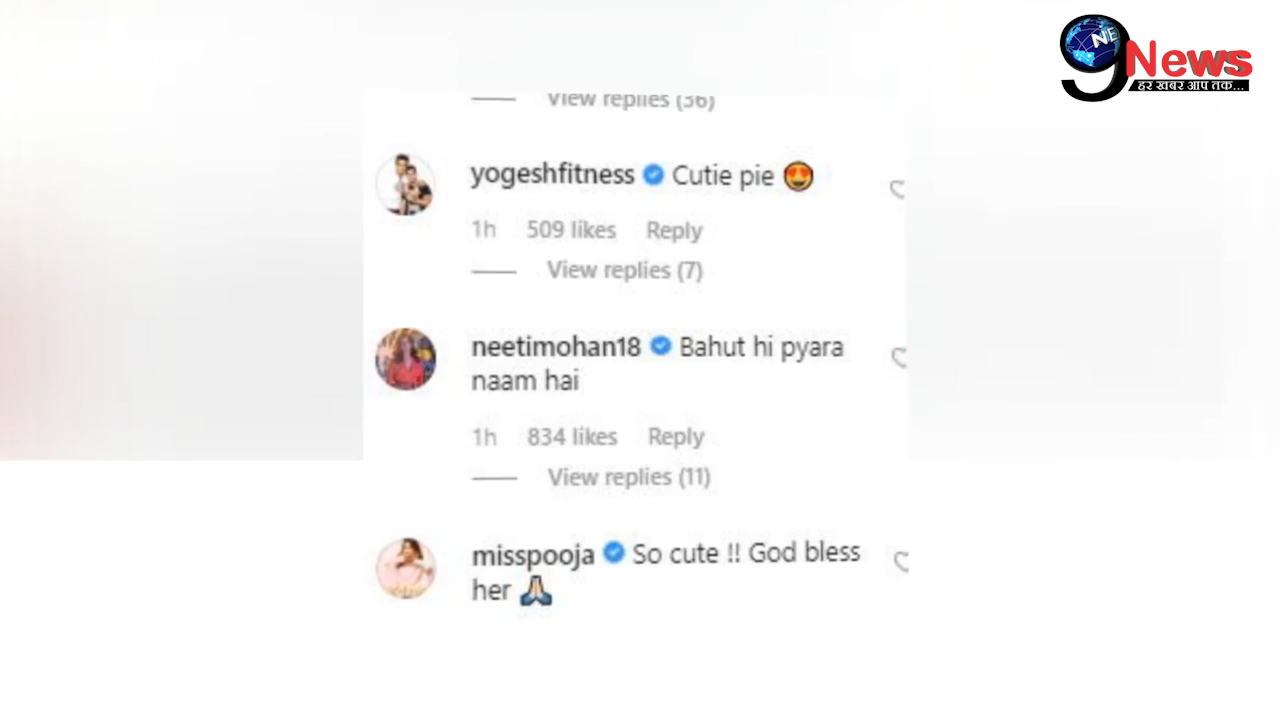 NE
9News
हर खबर आप तक...
View replies (36)
yogeshfitness Cutie pie 😍
1h 509 likes Reply
View replies (7)
neetimohan18 Bahut hi pyara
naam hai
1h 834 likes Reply
View replies (11)
misspooja So cute !! God bless
her 🙏